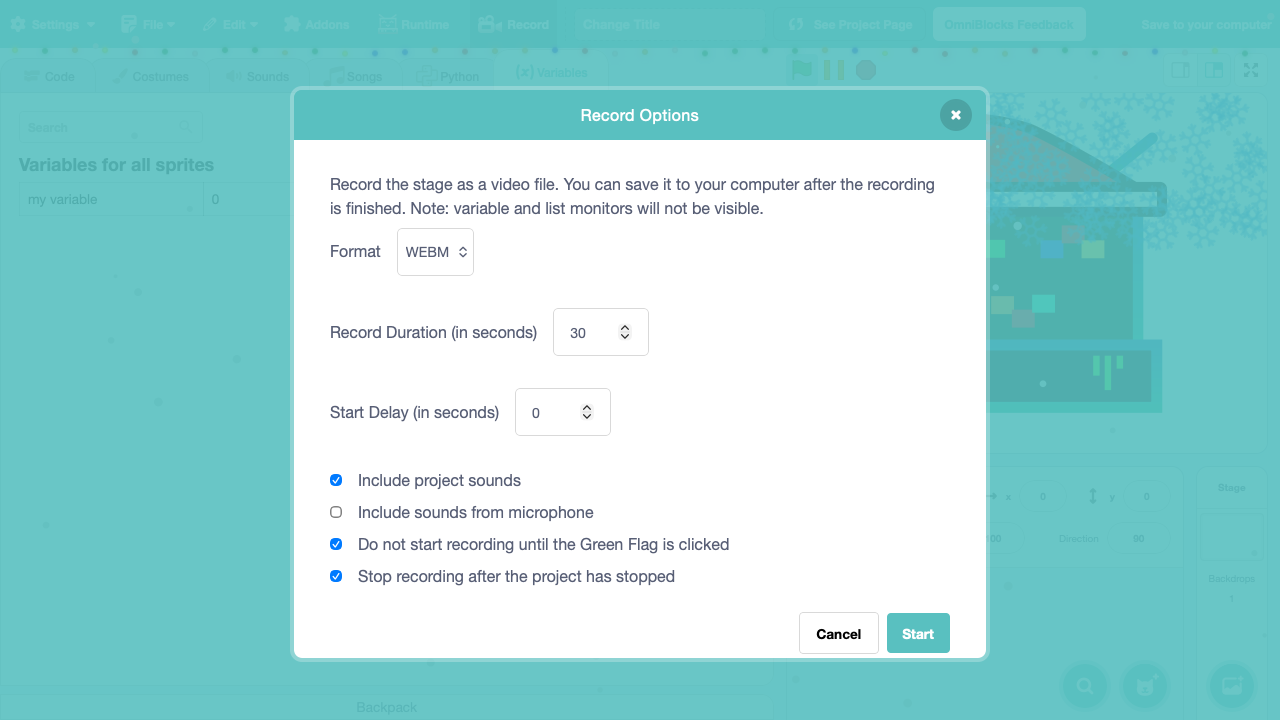 Settings File Edit Addons Runtime Record Change Title See Project Page OmniBlocks Feedback Save to your computer
Code Costumes Sounds Songs Python (x) Variables
Record Options
Search
Variables for all sprites
my variable 0
Record the stage as a video file. You can save it to your computer after the recording
is finished. Note: variable and list monitors will not be visible.
Format WEBM
Record Duration (in seconds) 30
Start Delay (in seconds) 0
Include project sounds
Include sounds from microphone
Do not start recording until the Green Flag is clicked
Stop recording after the project has stopped
Cancel Start
x 0 y 0
Direction 90
Stage
Backdrops
1
Backpack